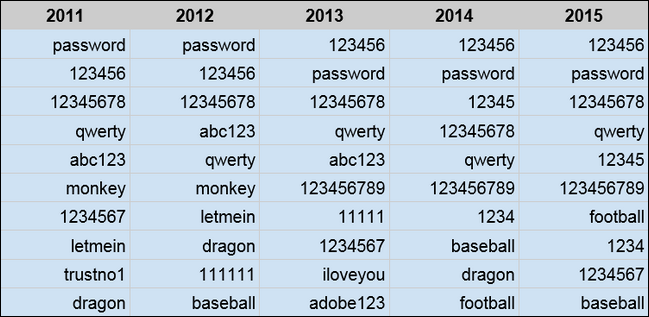 2011 2012 2013 2014 2015
password password 123456 123456 123456
123456 123456 password password password
12345678 12345678 12345678 12345 12345678
qwerty abc123 qwerty 12345678 qwerty
abc123 qwerty abc123 qwerty 12345
monkey monkey 123456789 123456789 123456789
1234567 letmein 11111 1234 football
letmein dragon 1234567 baseball 1234
trustno1 111111 iloveyou dragon 1234567
dragon baseball adobe123 football baseball